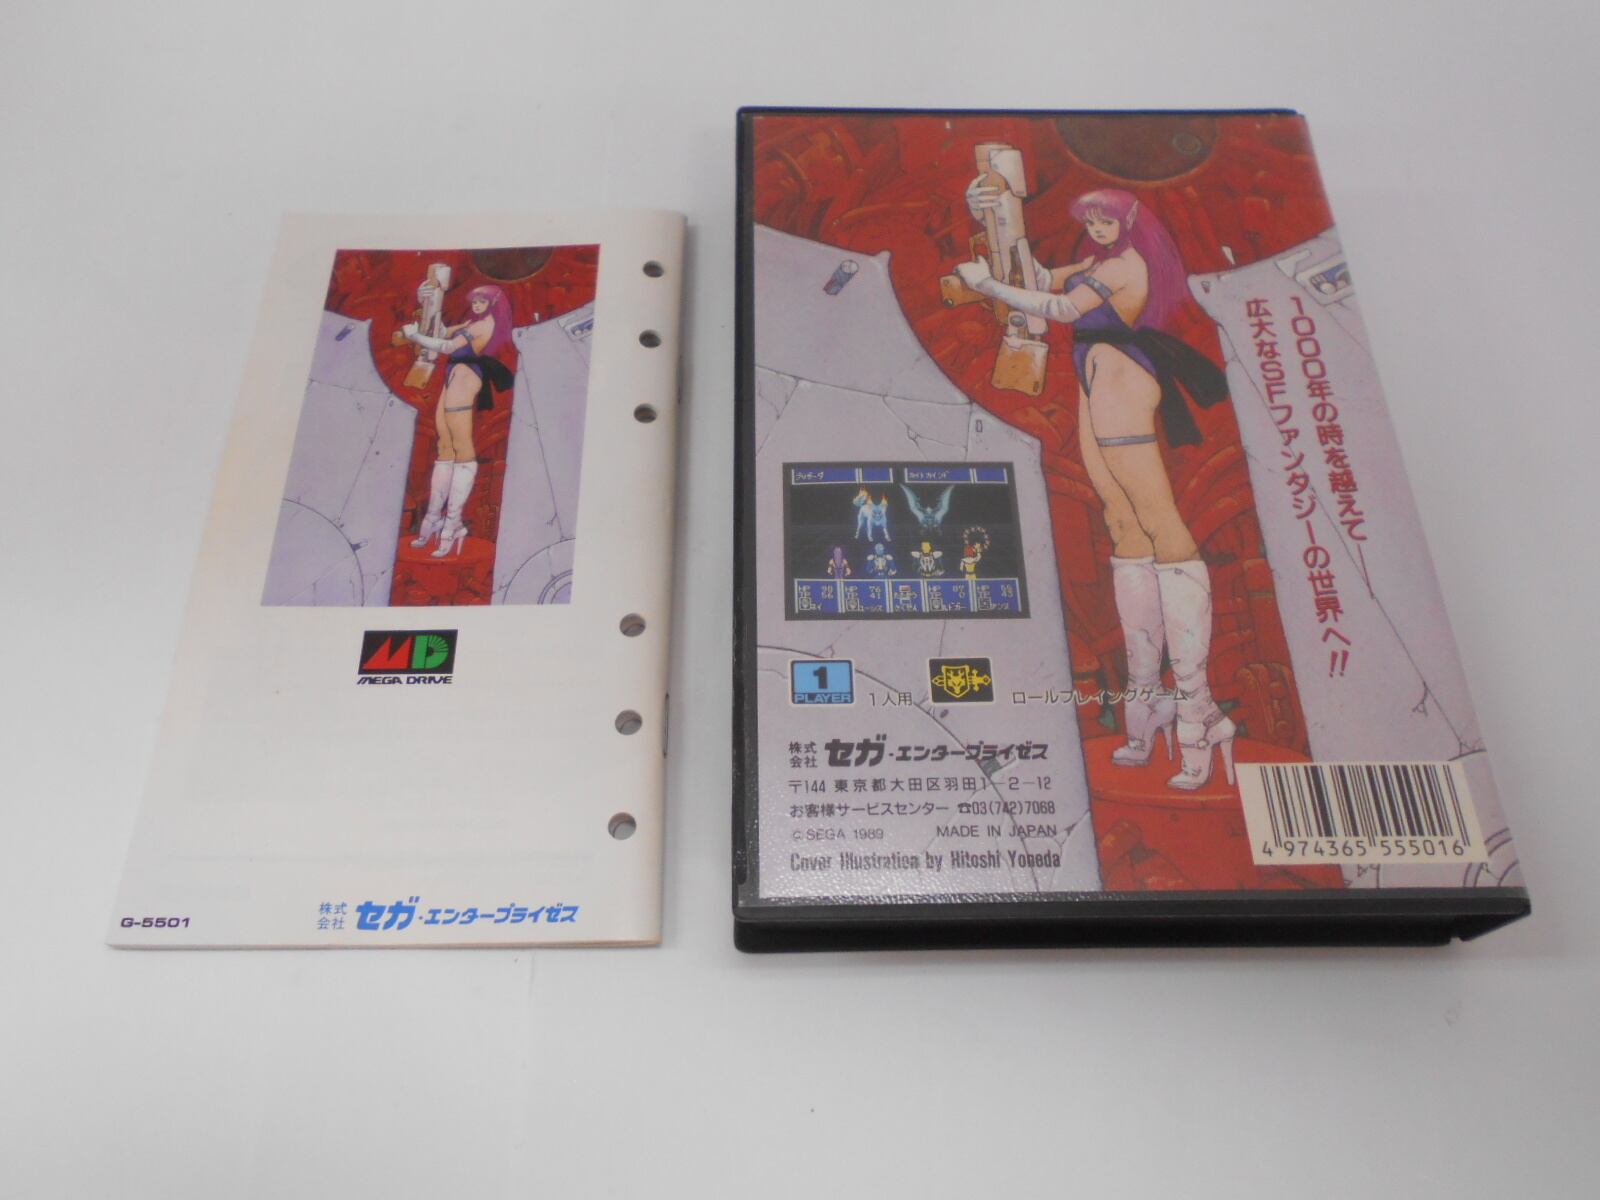 MEGA DRIVE
G-5501
株式会社 セガ・エンタープライゼス
1000年の時を越えて——
広大なSFファンタジーの世界へ!!
1
PLAYER
1人用
ロールプレイングゲーム
株式会社 セガ・エンタープライゼス
〒144 東京都大田区羽田1-2-12
お客様サービスセンター ☎03(742)7068
© SEGA 1989 MADE IN JAPAN
Cover Illustration by Hitoshi Yoneda
4 974365 555016